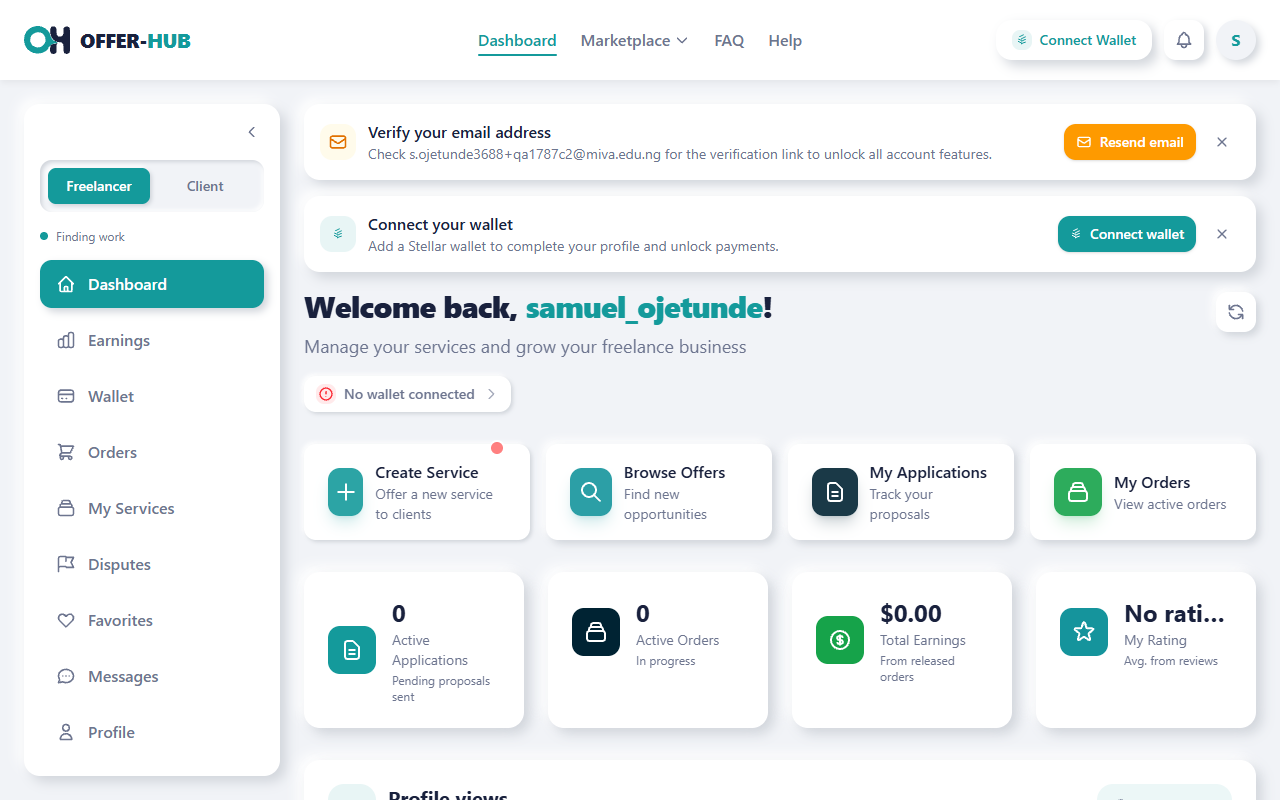 OH OFFER-HUB
Dashboard
Marketplace
FAQ
Help
Connect Wallet
S
Freelancer
Client
Finding work
Dashboard
Earnings
Wallet
Orders
My Services
Disputes
Favorites
Messages
Profile
Verify your email address
Check s.ojetunde3688+qa1787c2@miva.edu.ng for the verification link to unlock all account features.
Resend email
Connect your wallet
Add a Stellar wallet to complete your profile and unlock payments.
Connect wallet
Welcome back, samuel_ojetunde!
Manage your services and grow your freelance business
No wallet connected
Create Service
Offer a new service
to clients
Browse Offers
Find new
opportunities
My Applications
Track your
proposals
My Orders
View active orders
0
Active
Applications
Pending proposals
sent
0
Active Orders
In progress
$0.00
Total Earnings
From released
orders
No rati...
My Rating
Avg. from reviews
Profile views